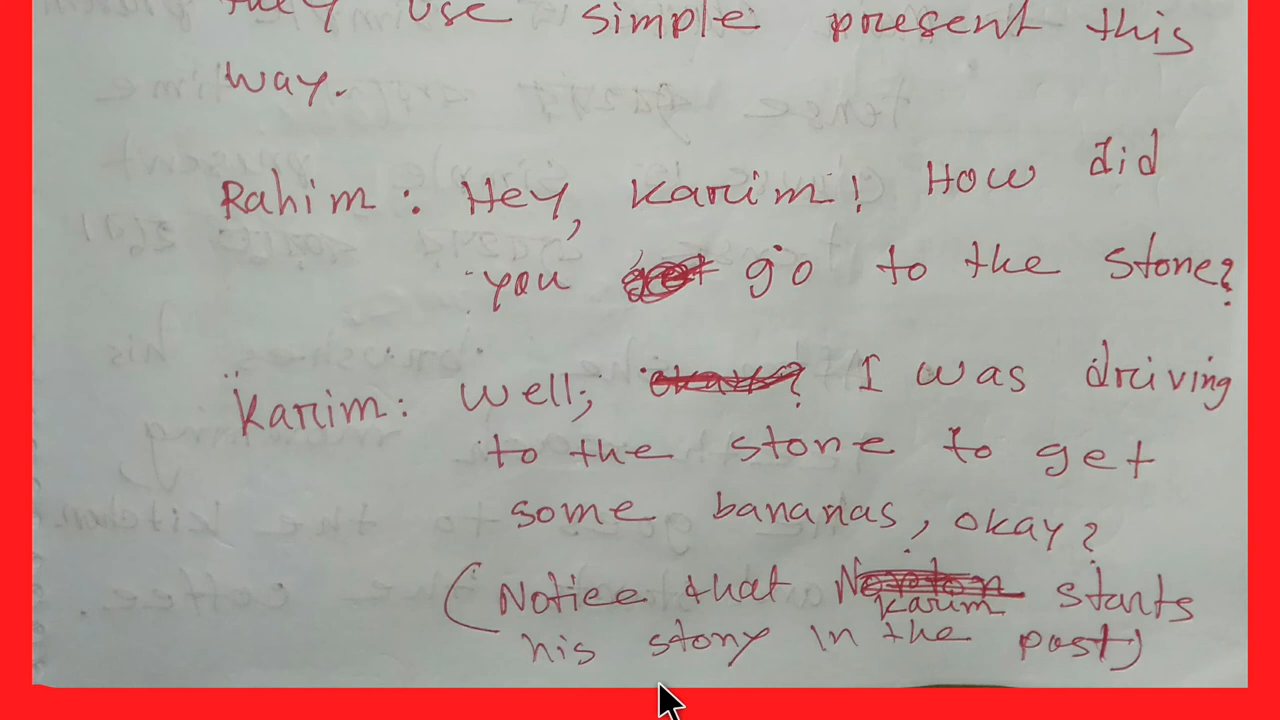 they use simple present this
way.
Rahim : Hey, Karim! How did
you go to the store?
Karim : Well; I was driving
to the store to get
some bananas, okay?
(Notice that Karim starts
his story in the past)